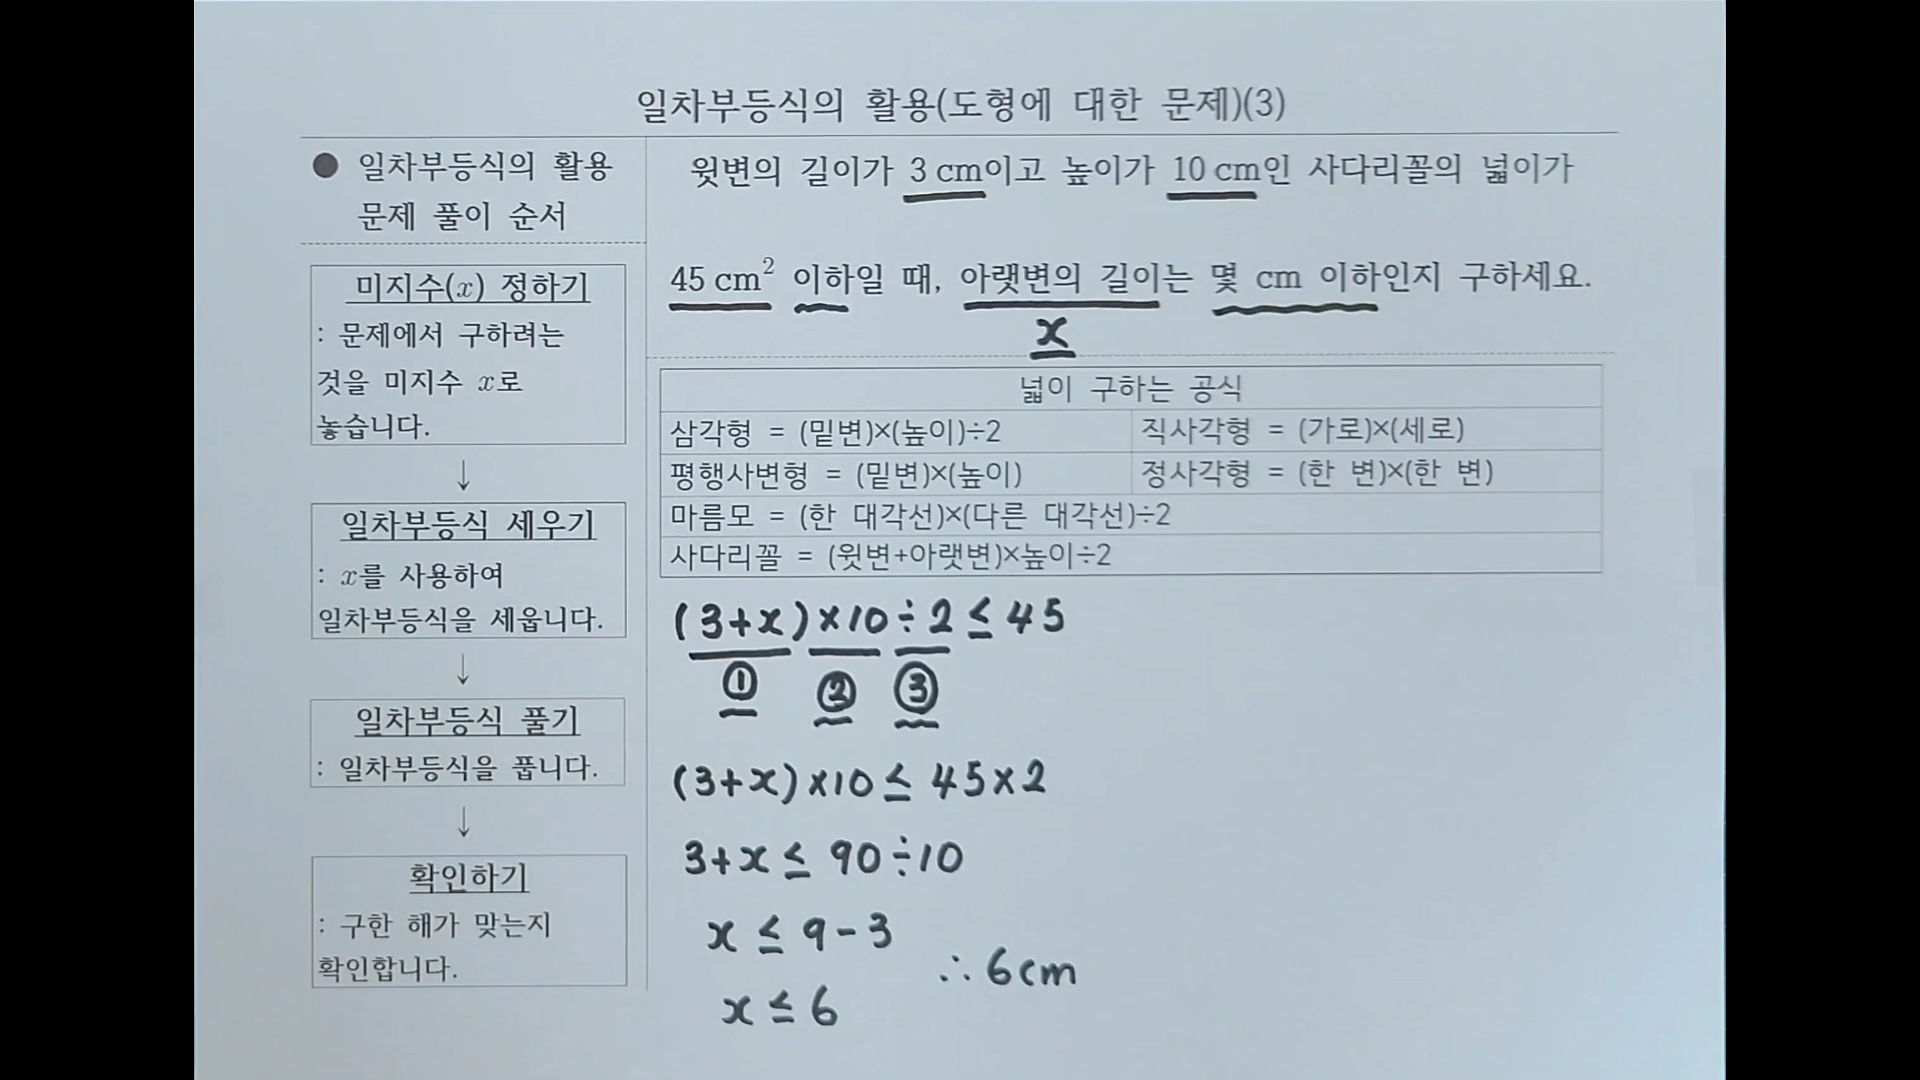 일차부등식의 활용(도형에 대한 문제)(3)
● 일차부등식의 활용
문제 풀이 순서
미지수(x) 정하기
: 문제에서 구하려는
것을 미지수 x로
놓습니다.
↓
일차부등식 세우기
: x를 사용하여
일차부등식을 세웁니다.
↓
일차부등식 풀기
: 일차부등식을 풉니다.
↓
확인하기
: 구한 해가 맞는지
확인합니다.
윗변의 길이가 3 cm이고 높이가 10 cm인 사다리꼴의 넓이가
45 cm² 이하일 때, 아랫변의 길이는 몇 cm 이하인지 구하세요.
x
넓이 구하는 공식
삼각형 = (밑변)×(높이)÷2 직사각형 = (가로)×(세로)
평행사변형 = (밑변)×(높이) 정사각형 = (한 변)×(한 변)
마름모 = (한 대각선)×(다른 대각선)÷2
사다리꼴 = (윗변+아랫변)×높이÷2
(3+x)×10÷2≤45
① ② ③
(3+x)×10≤45×2
3+x≤90÷10
x≤9-3
∴6cm
x≤6